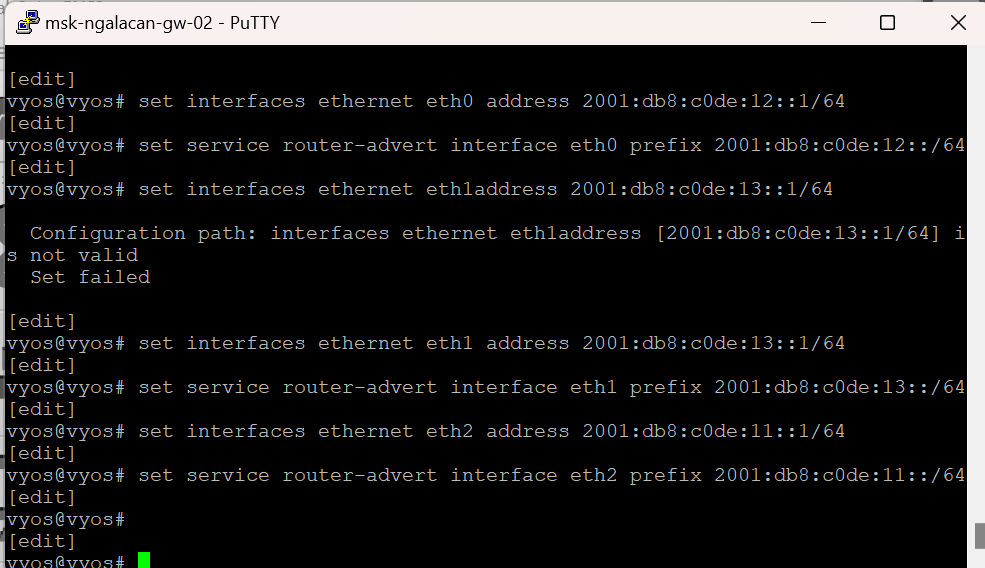 msk-ngalacan-gw-02 - PuTTY
[edit]
vyos@vyos# set interfaces ethernet eth0 address 2001:db8:c0de:12::1/64
[edit]
vyos@vyos# set service router-advert interface eth0 prefix 2001:db8:c0de:12::/64
[edit]
vyos@vyos# set interfaces ethernet eth1address 2001:db8:c0de:13::1/64
Configuration path: interfaces ethernet eth1address [2001:db8:c0de:13::1/64] i
s not valid
Set failed
[edit]
vyos@vyos# set interfaces ethernet eth1 address 2001:db8:c0de:13::1/64
[edit]
vyos@vyos# set service router-advert interface eth1 prefix 2001:db8:c0de:13::/64
[edit]
vyos@vyos# set interfaces ethernet eth2 address 2001:db8:c0de:11::1/64
[edit]
vyos@vyos# set service router-advert interface eth2 prefix 2001:db8:c0de:11::/64
[edit]
vyos@vyos#
[edit]
vyos@vyos#